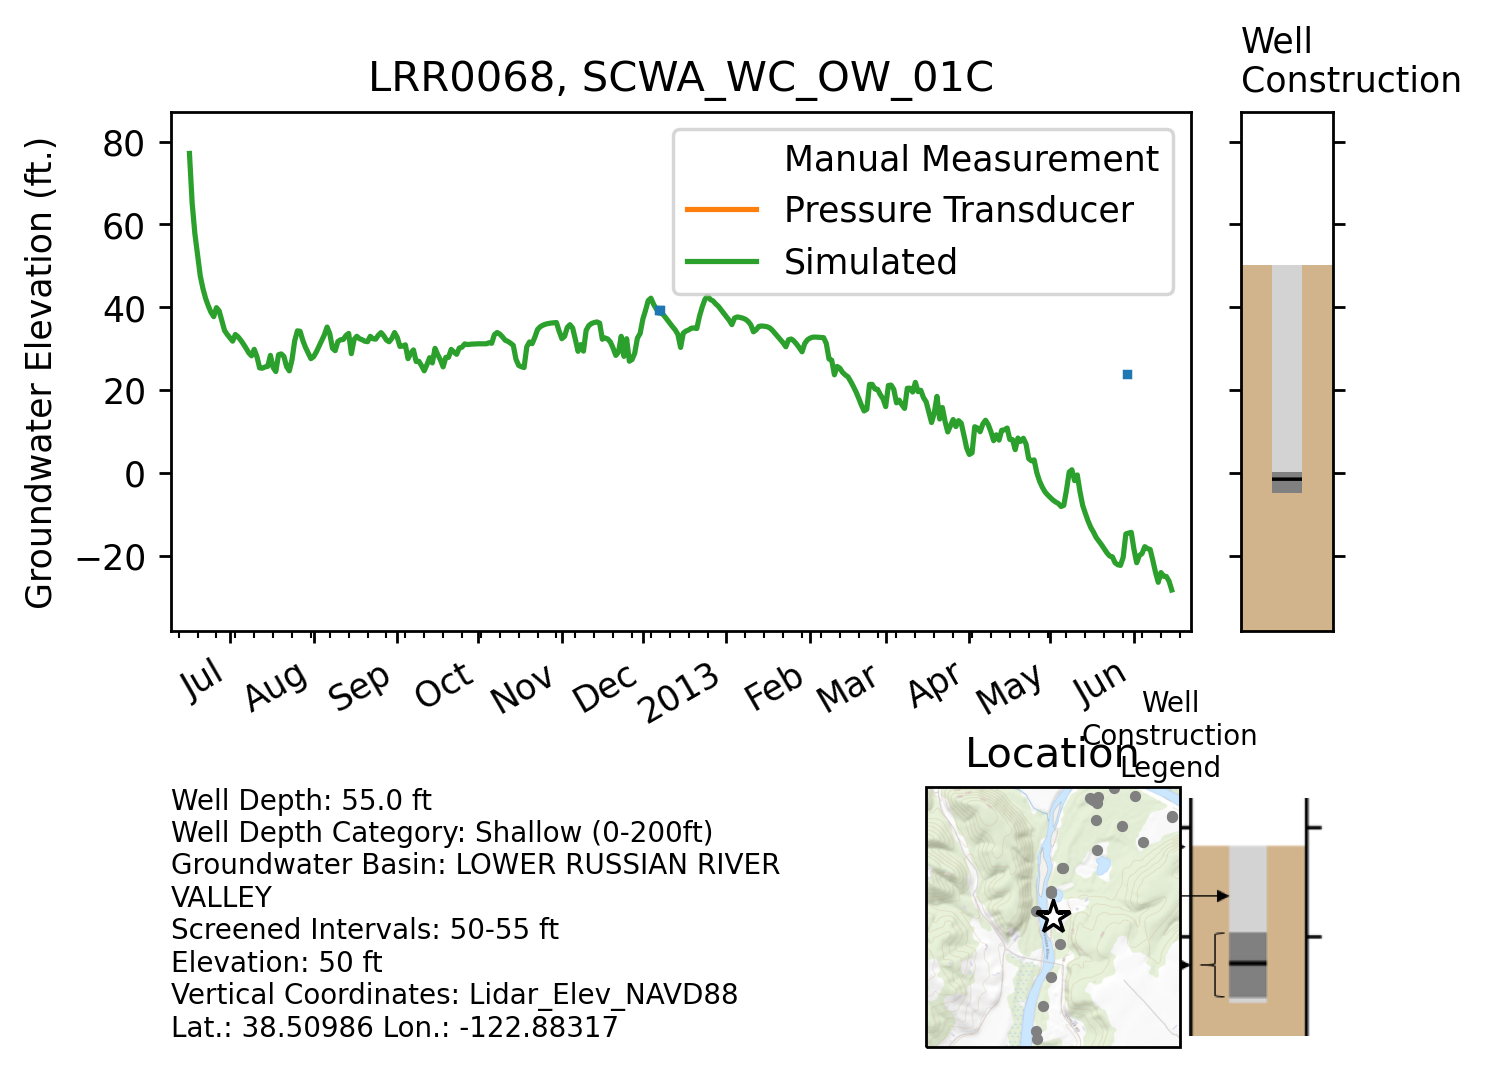 Well
Construction
LRR0068, SCWA_WC_OW_01C
Groundwater Elevation (ft.)
80
60
40
20
0
−20
Manual Measurement
Pressure Transducer
Simulated
Jul Aug Sep Oct Nov Dec 2013 Feb Mar Apr May Jun
Well
Construction
Legend
Location
Well Depth: 55.0 ft
Well Depth Category: Shallow (0-200ft)
Groundwater Basin: LOWER RUSSIAN RIVER
VALLEY
Screened Intervals: 50-55 ft
Elevation: 50 ft
Vertical Coordinates: Lidar_Elev_NAVD88
Lat.: 38.50986 Lon.: -122.88317